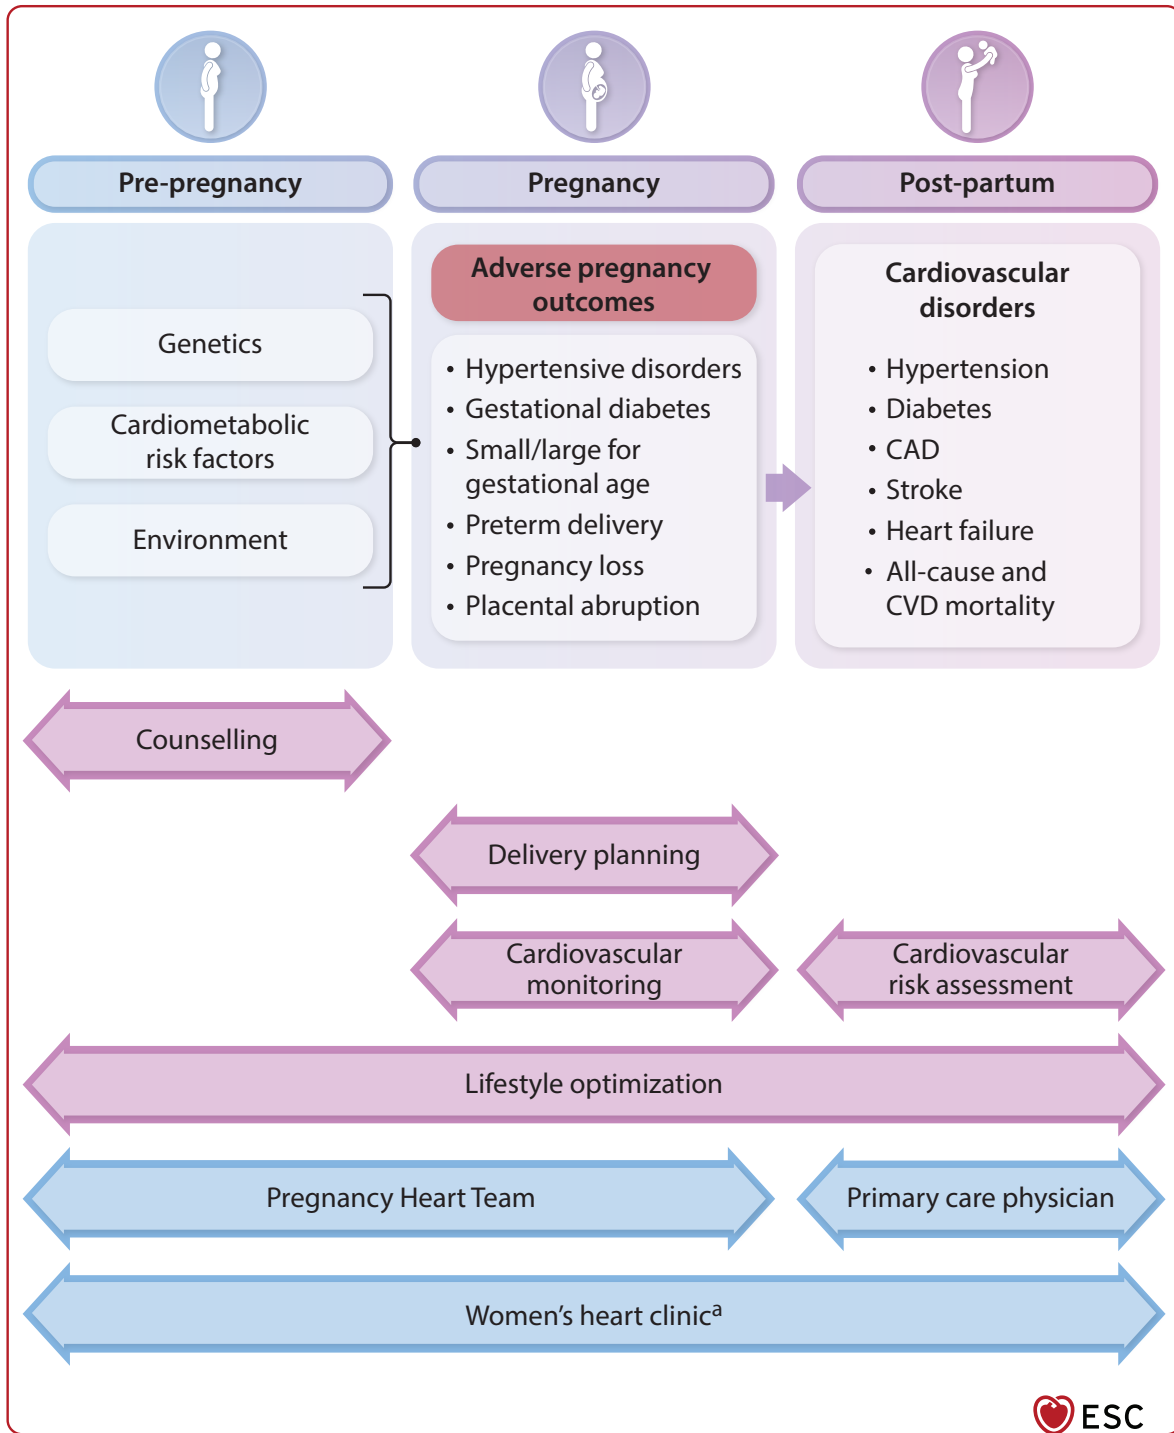 Pre-pregnancy
Pregnancy
Post-partum
Genetics
Cardiometabolic
risk factors
Environment
Adverse pregnancy
outcomes
• Hypertensive disorders
• Gestational diabetes
• Small/large for
gestational age
• Preterm delivery
• Pregnancy loss
• Placental abruption
Cardiovascular
disorders
• Hypertension
• Diabetes
• CAD
• Stroke
• Heart failure
• All-cause and
CVD mortality
Counselling
Delivery planning
Cardiovascular
monitoring
Cardiovascular
risk assessment
Lifestyle optimization
Pregnancy Heart Team
Primary care physician
Women’s heart clinicᵃ
ESC